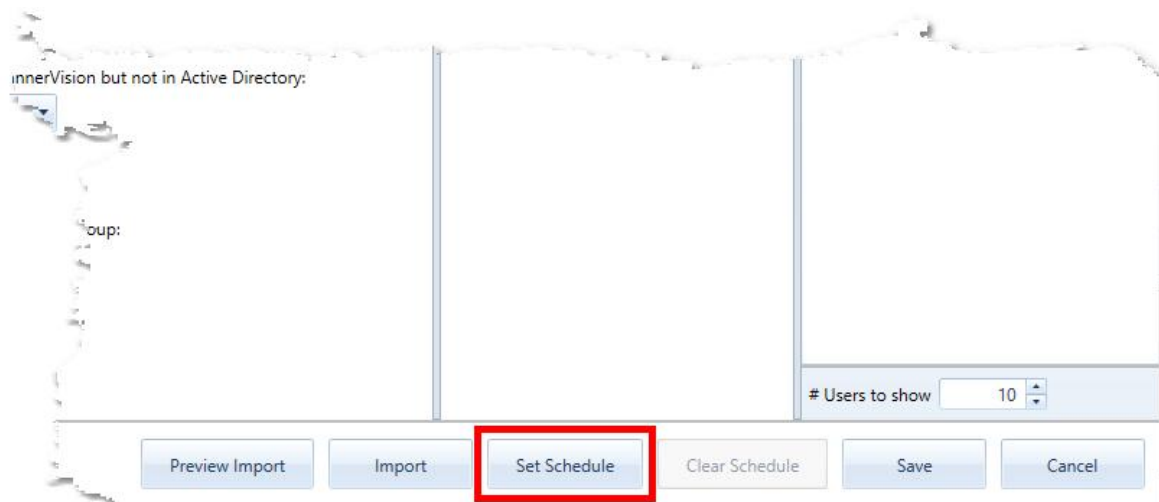 innerVision but not in Active Directory:
oup:
# Users to show 10
Preview Import Import Set Schedule Clear Schedule Save Cancel